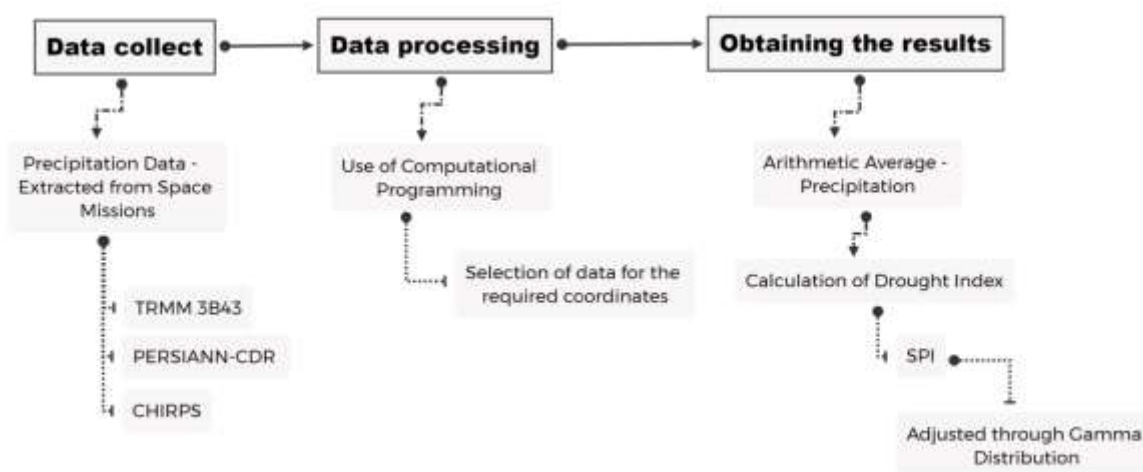 Data collect
Data processing
Obtaining the results
Precipitation Data -
Extracted from Space
Missions
Use of Computational
Programming
Arithmetic Average -
Precipitation
Selection of data for the
required coordinates
Calculation of Drought Index
TRMM 3B43
PERSIANN-CDR
CHIRPS
SPI
Adjusted through Gamma
Distribution